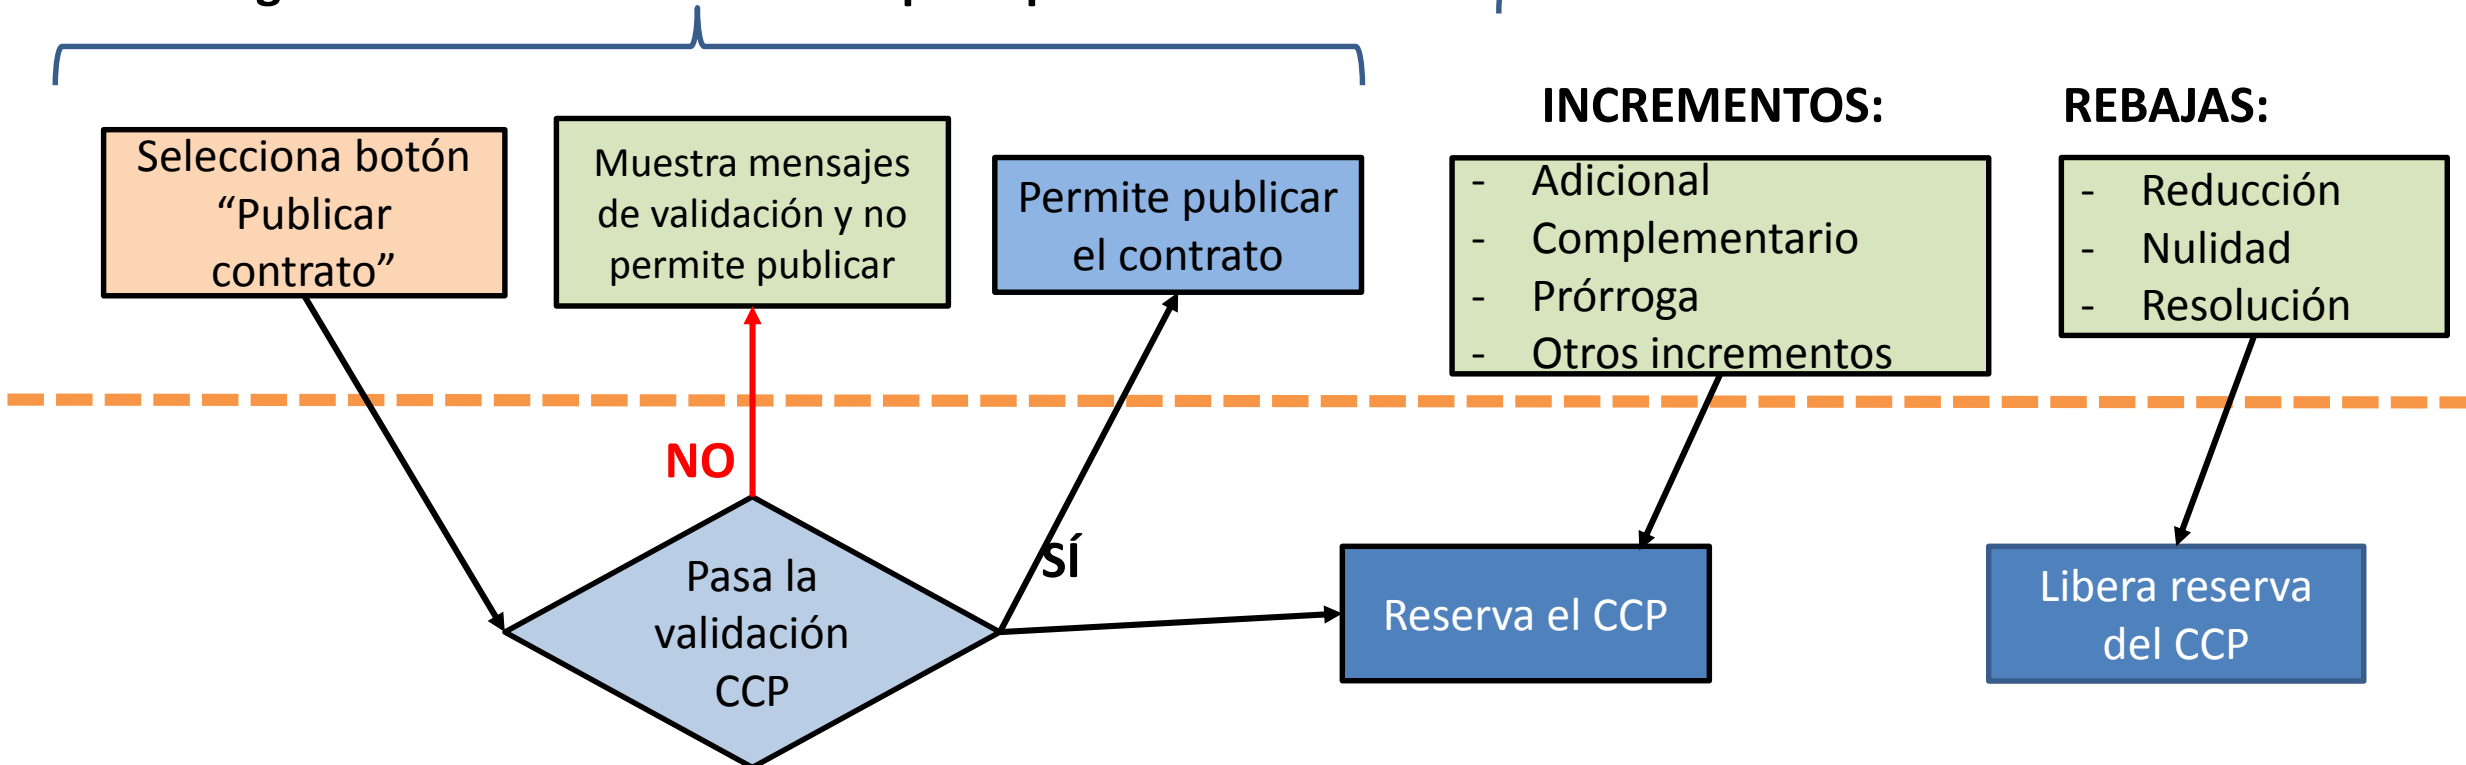 INCREMENTOS:
REBAJAS:
Selecciona botón
“Publicar
contrato”
Muestra mensajes
de validación y no
permite publicar
Permite publicar
el contrato
- Adicional
- Complementario
- Prórroga
- Otros incrementos
- Reducción
- Nulidad
- Resolución
NO
SÍ
Pasa la
validación
CCP
Reserva el CCP
Libera reserva
del CCP